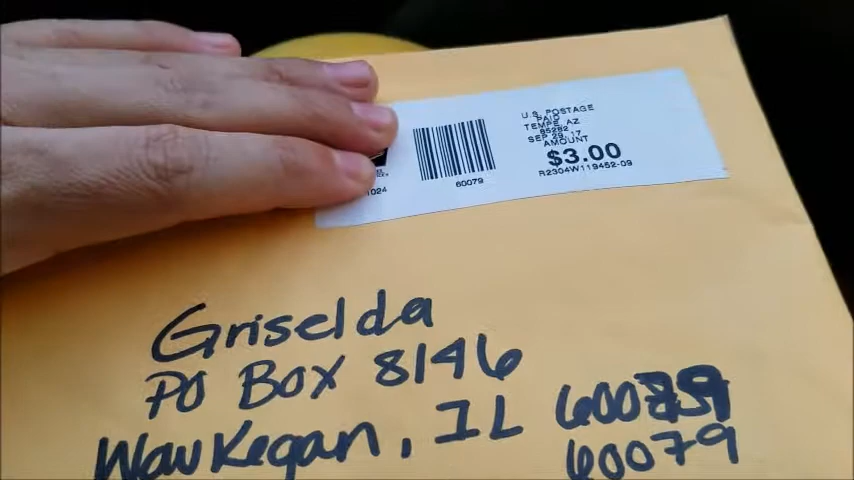 U.S. POSTAGE
PAID
TEMPE, AZ
85282
SEP 29, 17
AMOUNT
$3.00
R2304W119452-09
1024
60079
Griselda
PO Box 8146
Waukegan, IL
60079